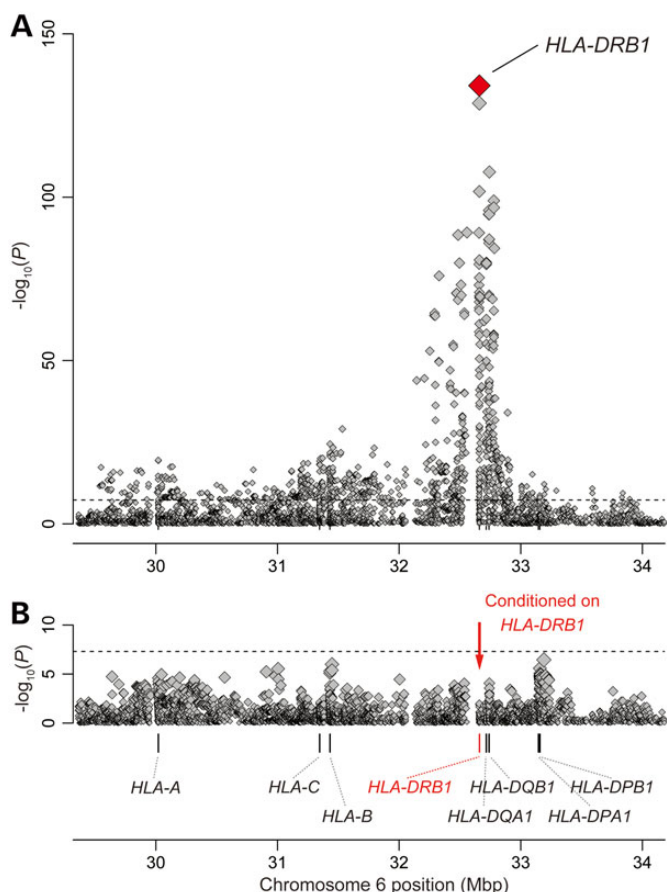 A
150
HLA-DRB1
100
-log10(P)
50
0
30 31 32 33 34
B
Conditioned on
HLA-DRB1
10
-log10(P)
5
0
HLA-A HLA-C HLA-DRB1 HLA-DQB1 HLA-DPB1
HLA-B HLA-DQA1 HLA-DPA1
30 31 32 33 34
Chromosome 6 position (Mbp)